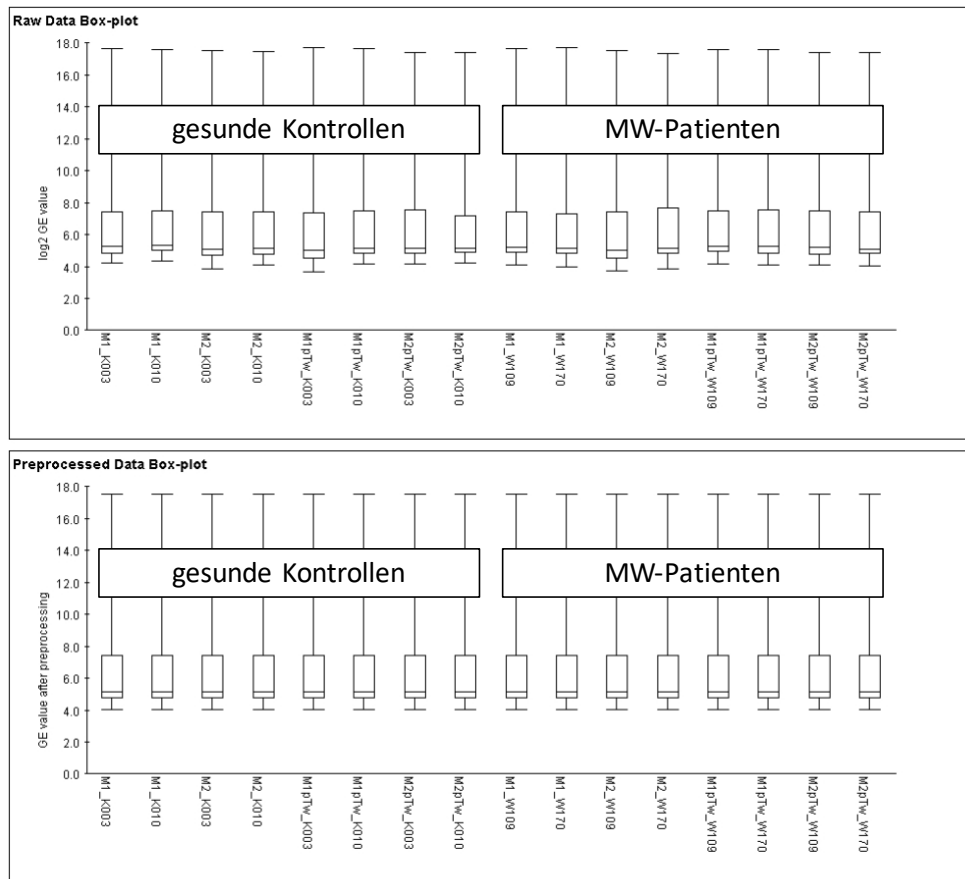 Raw Data Box-plot
18.0
16.0
14.0
12.0
10.0
8.0
6.0
4.0
2.0
0.0
log2 GE value
gesunde Kontrollen
MW-Patienten
M1_K003
M1_K010
M2_K003
M2_K010
M1pTw_K003
M1pTw_K010
M2pTw_K003
M2pTw_K010
M1_W109
M1_W170
M2_W109
M2_W170
M1pTw_W109
M1pTw_W170
M2pTw_W109
M2pTw_W170
Preprocessed Data Box-plot
18.0
16.0
14.0
12.0
10.0
8.0
6.0
4.0
2.0
0.0
GE value after preprocessing
gesunde Kontrollen
MW-Patienten
M1_K003
M1_K010
M2_K003
M2_K010
M1pTw_K003
M1pTw_K010
M2pTw_K003
M2pTw_K010
M1_W109
M1_W170
M2_W109
M2_W170
M1pTw_W109
M1pTw_W170
M2pTw_W109
M2pTw_W170